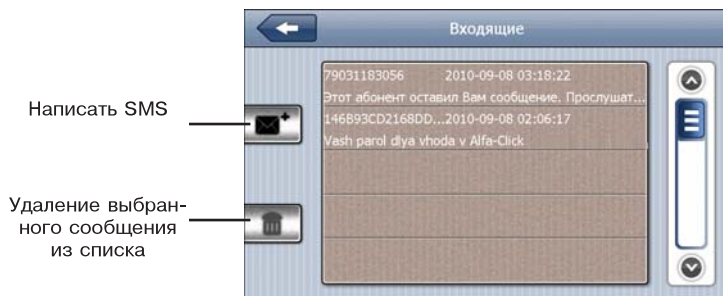 Входящие
79031183056 2010-09-08 03:18:22
Этот абонент оставил Вам сообщение. Прослушат...
146B93CD2168DD...2010-09-08 02:06:17
Vash parol dlya vhoda v Alfa-Click
Написать SMS
Удаление выбран-
ного сообщения
из списка